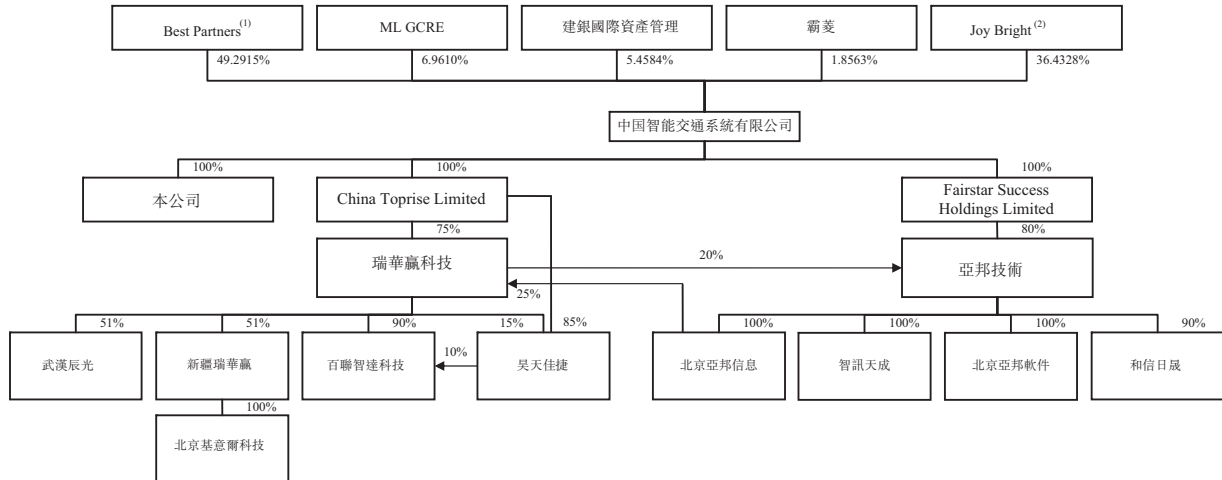 Best Partners(1)
ML GCRE
建銀國際資產管理
霸菱
Joy Bright(2)
49.2915%
6.9610%
5.4584%
1.8563%
36.4328%
中国智能交通系統有限公司
100%
100%
100%
本公司
China Toprise Limited
Fairstar Success
Holdings Limited
75%
80%
瑞華贏科技
20%
亞邦技術
25%
51%
51%
90%
15%
85%
100%
100%
100%
90%
武漢辰光
新疆瑞華贏
百聯智達科技
10%
昊天佳捷
北京亞邦信息
智訊天成
北京亞邦軟件
和信日晟
100%
北京基意爾科技